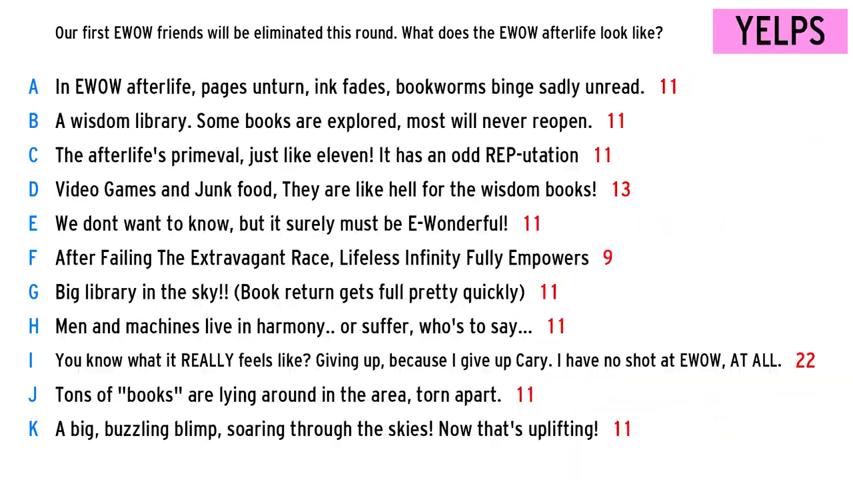 Our first EWOW friends will be eliminated this round. What does the EWOW afterlife look like?
YELPS
A In EWOW afterlife, pages unturn, ink fades, bookworms binge sadly unread. 11
B A wisdom library. Some books are explored, most will never reopen. 11
C The afterlife's primeval, just like eleven! It has an odd REP-utation 11
D Video Games and Junk food, They are like hell for the wisdom books! 13
E We dont want to know, but it surely must be E-Wonderful! 11
F After Failing The Extravagant Race, Lifeless Infinity Fully Empowers 9
G Big library in the sky!! (Book return gets full pretty quickly) 11
H Men and machines live in harmony.. or suffer, who's to say... 11
I You know what it REALLY feels like? Giving up, because I give up Cary. I have no shot at EWOW, AT ALL. 22
J Tons of "books" are lying around in the area, torn apart. 11
K A big, buzzling blimp, soaring through the skies! Now that's uplifting! 11